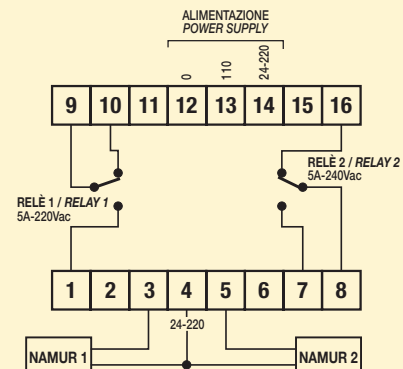 ALIMENTAZIONE
POWER SUPPLY
0
110
24-220
9 10 11 12 13 14 15 16
RELÈ 1 / RELAY 1
5A-220Vac
RELÈ 2 / RELAY 2
5A-240Vac
1 2 3 4 5 6 7 8
24-220
NAMUR 1
NAMUR 2